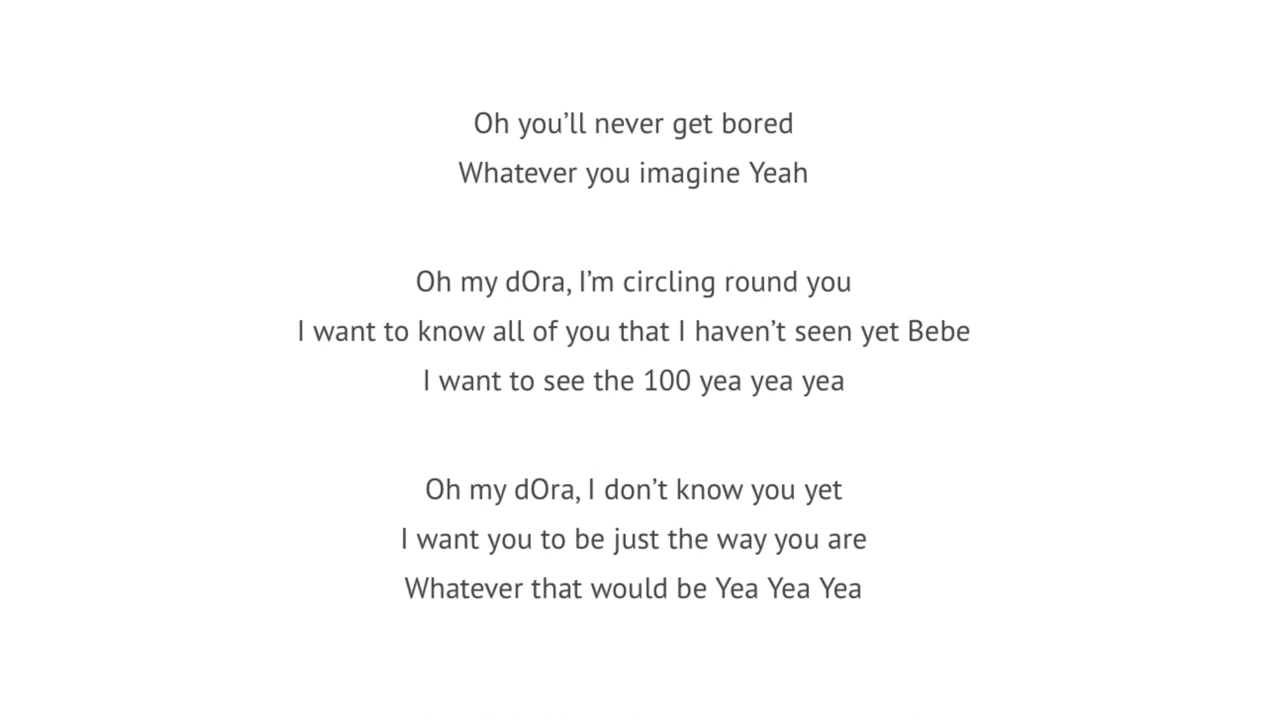 Oh you’ll never get bored
Whatever you imagine Yeah
Oh my dOra, I’m circling round you
I want to know all of you that I haven’t seen yet Bebe
I want to see the 100 yea yea yea
Oh my dOra, I don’t know you yet
I want you to be just the way you are
Whatever that would be Yea Yea Yea